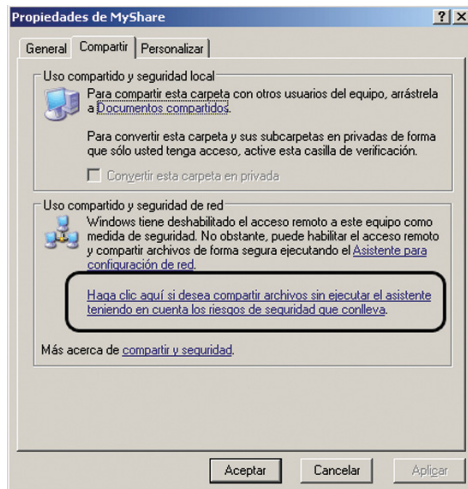 Propiedades de MyShare
General Compartir Personalizar
Uso compartido y seguridad local
Para compartir esta carpeta con otros usuarios del equipo, arrástrela
a Documentos compartidos.
Para convertir esta carpeta y sus subcarpetas en privadas de forma
que sólo usted tenga acceso, active esta casilla de verificación.
Convertir esta carpeta en privada
Uso compartido y seguridad de red
Windows tiene deshabilitado el acceso remoto a este equipo como
medida de seguridad. No obstante, puede habilitar el acceso remoto
y compartir archivos de forma segura ejecutando el Asistente para
configuración de red.
Haga clic aquí si desea compartir archivos sin ejecutar el asistente
teniendo en cuenta los riesgos de seguridad que conlleva.
Más acerca de compartir y seguridad.
Aceptar Cancelar Aplicar